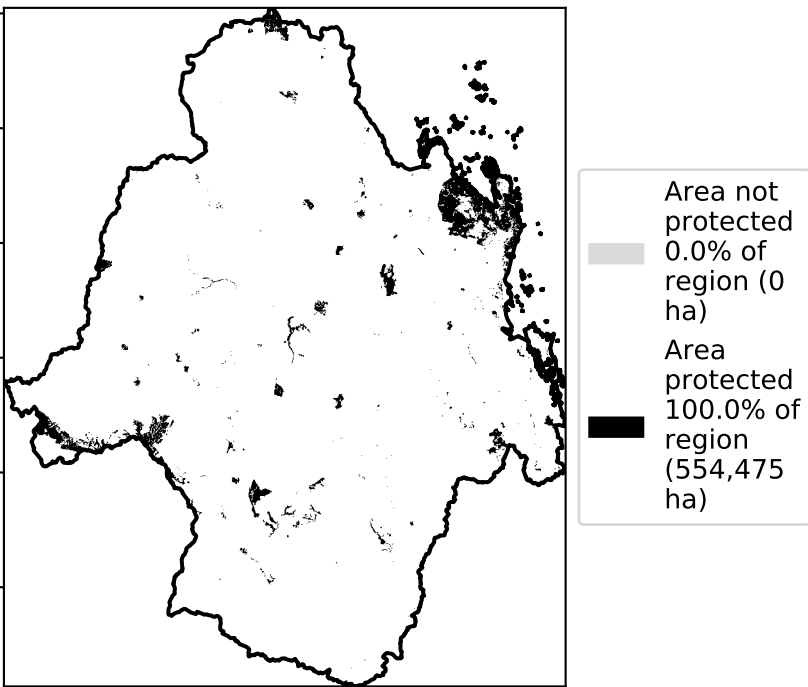 Area not
protected
0.0% of
region (0
ha)
Area
protected
100.0% of
region
(554,475
ha)